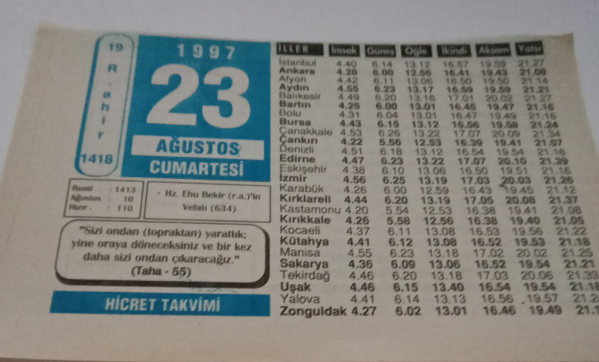 19
R.ahir
1418
1997
23
AĞUSTOS
CUMARTESİ
Rumi : 1413
Ağustos : 10
Hızır : 110
- Hz. Ebu Bekir (r.a.)'in
Vefatı (634)
"Sizi ondan (topraktan) yarattık;
yine oraya döneceksiniz ve bir kez
daha sizi ondan çıkaracağız."
(Taha - 55)
HİCRET TAKVİMİ
İLLER İmsak Güneş Öğle İkindi Akşam Yatsı
İstanbul 4.40 6.14 13.12 16.57 19.59 21.27
Ankara 4.28 6.00 12.56 16.41 19.43 21.08
Afyon 4.42 6.11 13.06 16.50 19.50 21.14
Aydın 4.55 6.23 13.17 16.59 19.59 21.21
Balıkesir 4.49 6.20 13.16 17.01 20.02 21.27
Bartın 4.25 6.00 13.01 16.45 19.47 21.16
Bolu 4.31 6.04 13.01 16.47 19.49 21.16
Bursa 4.43 6.15 13.12 16.56 19.58 21.24
Çanakkale 4.53 6.26 13.22 17.07 20.09 21.34
Çankırı 4.22 5.56 12.53 16.39 19.41 21.07
Denizli 4.51 6.18 13.12 16.54 19.54 21.16
Edirne 4.47 6.23 13.22 17.07 20.10 21.39
Eskişehir 4.38 6.10 13.06 16.50 19.51 21.16
İzmir 4.56 6.25 13.19 17.03 20.03 21.26
Karabük 4.26 6.00 12.59 16.43 19.45 21.12
Kırklareli 4.44 6.20 13.19 17.05 20.08 21.37
Kastamonu 4.20 5.54 12.53 16.38 19.41 21.08
Kırıkkale 4.26 5.58 12.56 16.38 19.40 21.05
Kocaeli 4.37 6.11 13.08 16.53 19.56 21.22
Kütahya 4.41 6.12 13.08 16.52 19.53 21.18
Manisa 4.55 6.23 13.18 17.02 20.02 21.25
Sakarya 4.36 6.09 13.06 16.52 19.54 21.21
Tekirdağ 4.46 6.20 13.18 17.03 20.06 21.33
Uşak 4.46 6.15 13.40 16.54 19.54 21.18
Yalova 4.41 6.14 13.13 16.56 19.57 21.2
Zonguldak 4.27 6.02 13.01 16.46 19.49 21.1